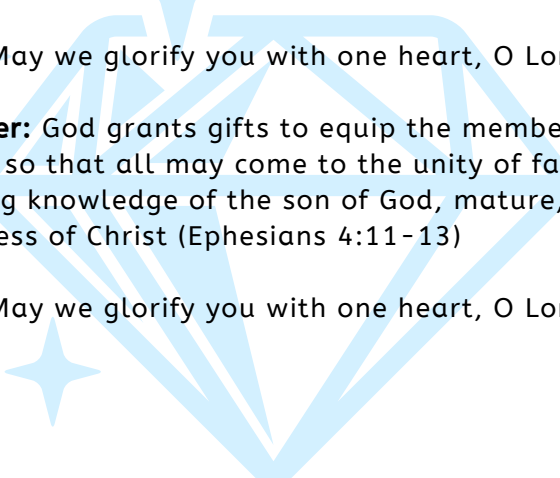 May we glorify you with one heart, O Lo
er: God grants gifts to equip the membe
so that all may come to the unity of fa
g knowledge of the son of God, mature,
ess of Christ (Ephesians 4:11-13)
May we glorify you with one heart, O Lo